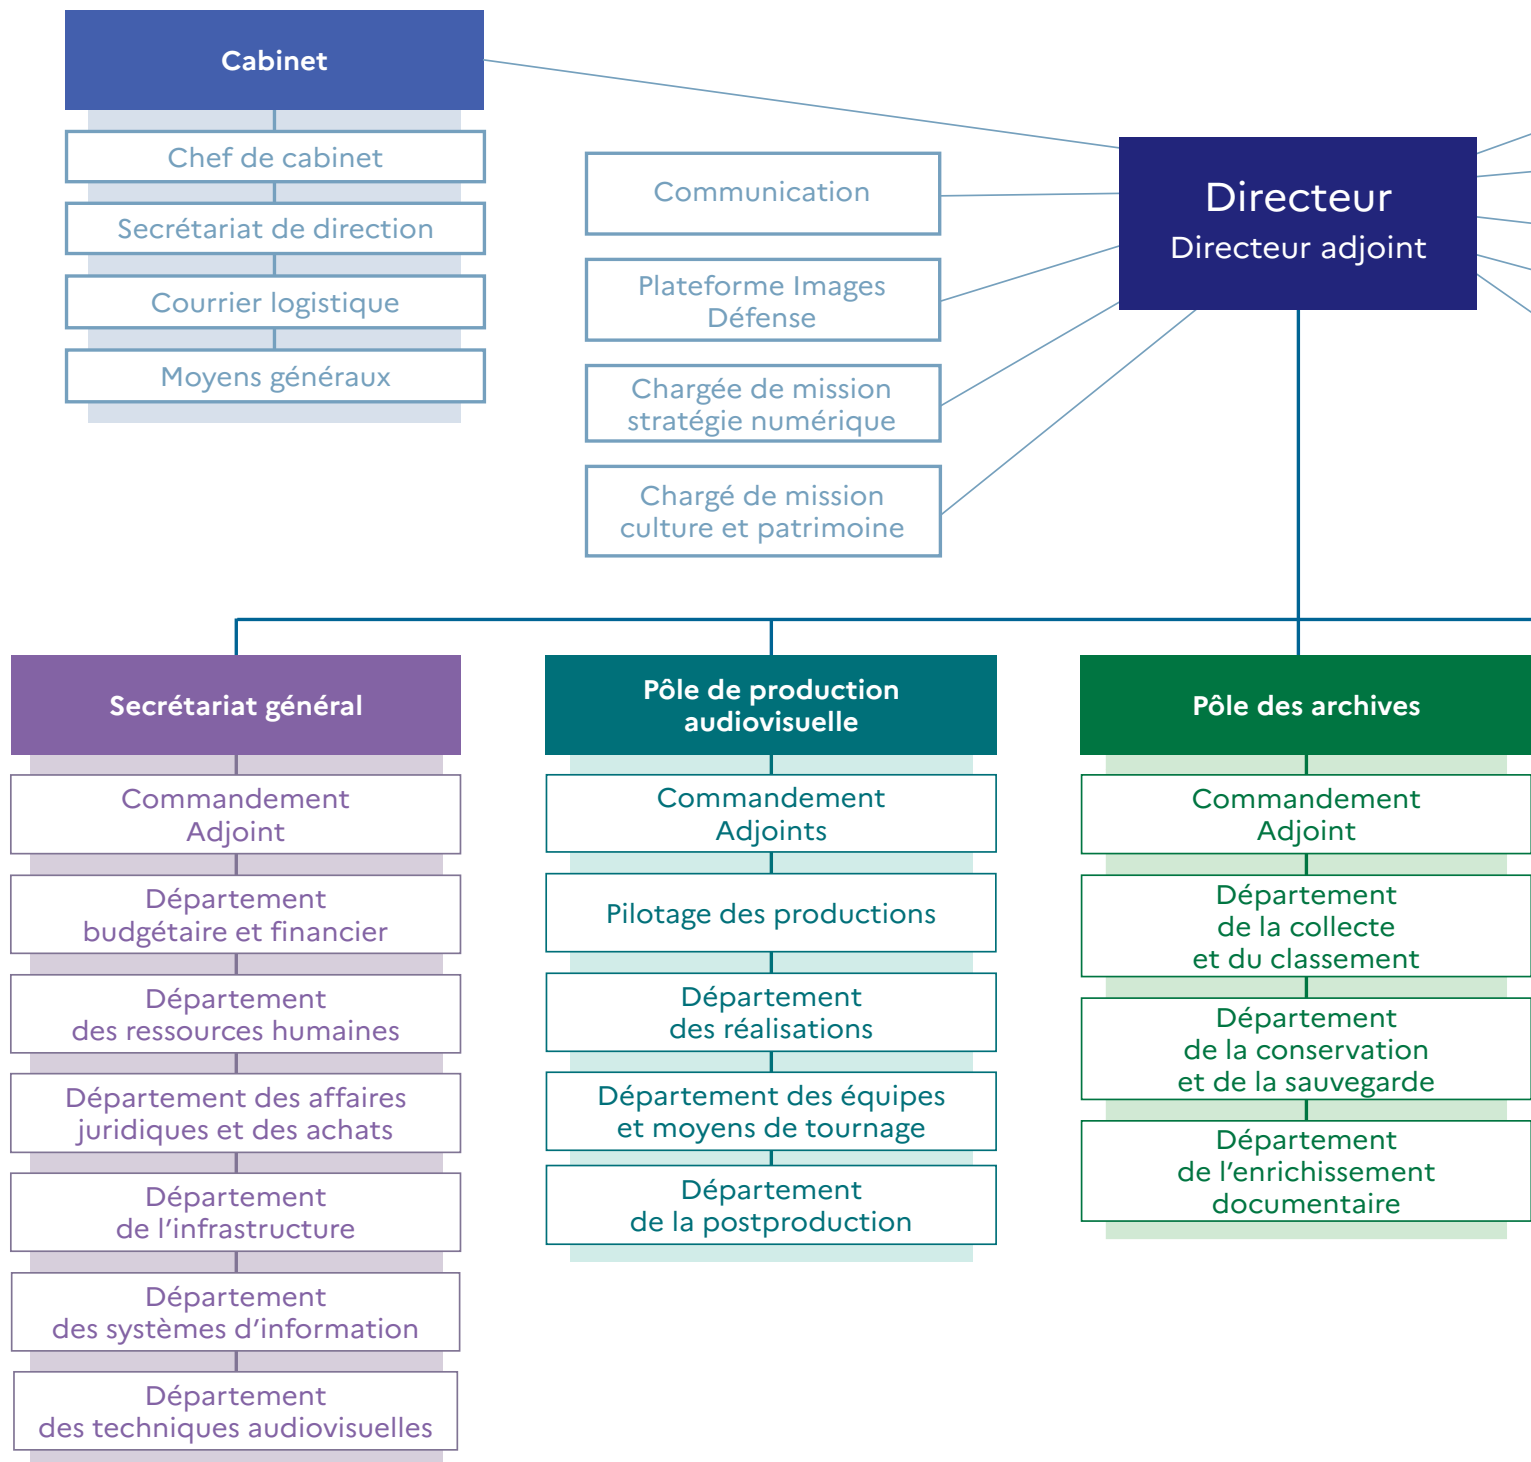 Cabinet
Chef de cabinet
Secrétariat de direction
Courrier logistique
Moyens généraux
Communication
Plateforme Images
Défense
Chargée de mission
stratégie numérique
Chargé de mission
culture et patrimoine
Directeur
Directeur adjoint
Secrétariat général
Commandement
Adjoint
Département
budgétaire et financier
Département
des ressources humaines
Département des affaires
juridiques et des achats
Département
de l’infrastructure
Département
des systèmes d’information
Département
des techniques audiovisuelles
Pôle de production
audiovisuelle
Commandement
Adjoints
Pilotage des productions
Département
des réalisations
Département des équipes
et moyens de tournage
Département
de la postproduction
Pôle des archives
Commandement
Adjoint
Département
de la collecte
et du classement
Département
de la conservation
et de la sauvegarde
Département
de l’enrichissement
documentaire